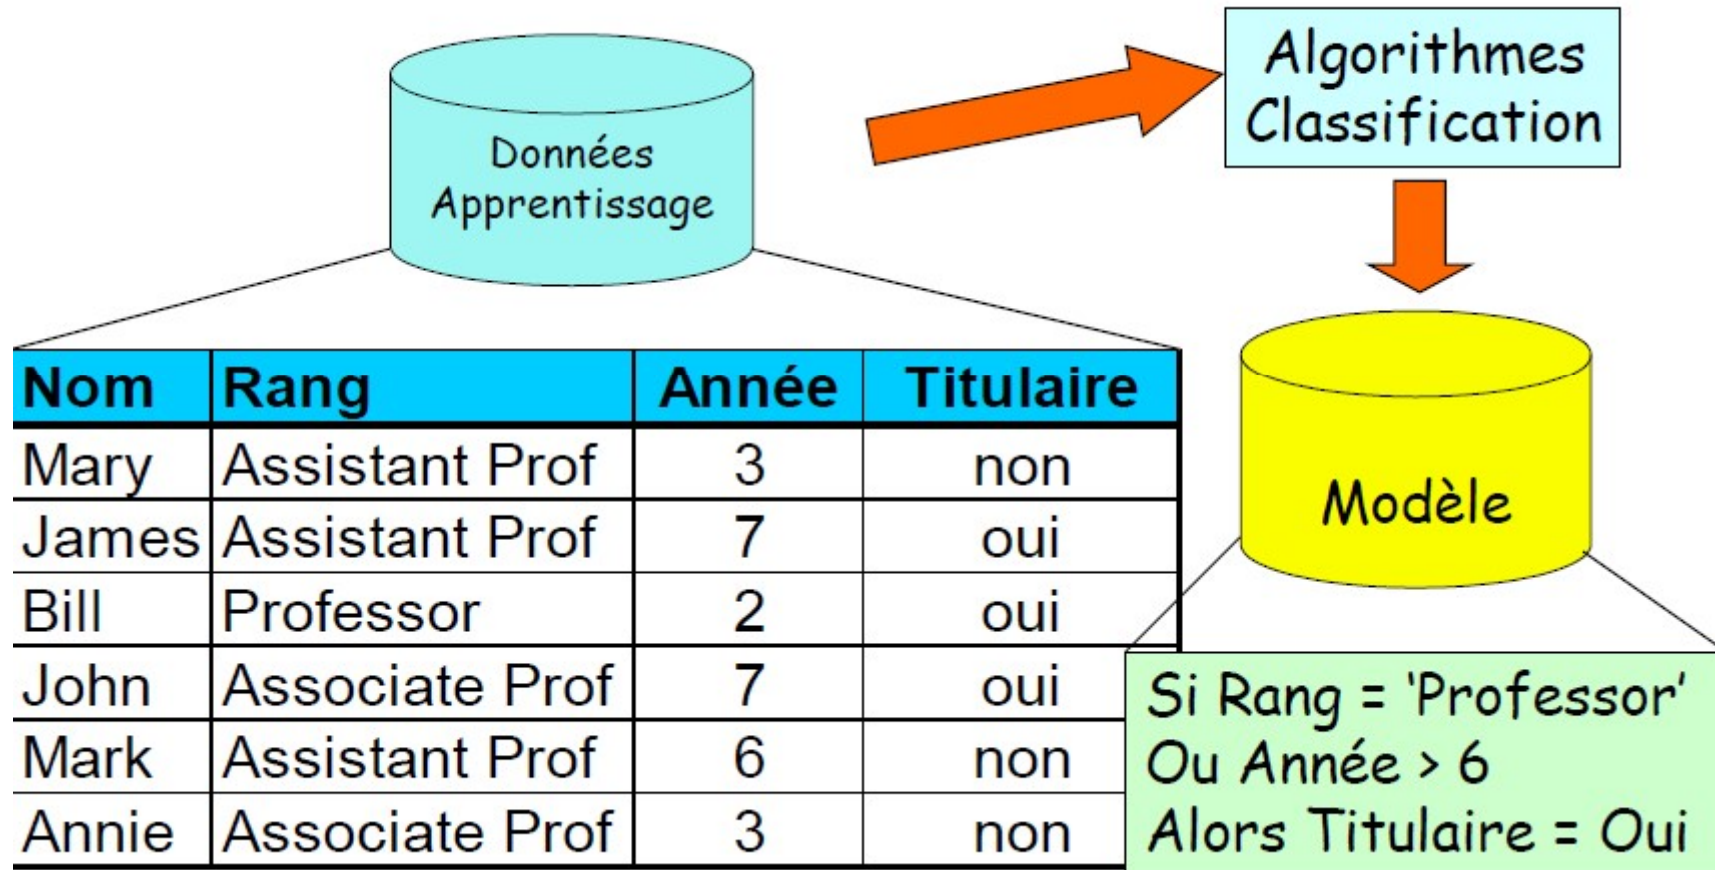 Données
Apprentissage
Algorithmes
Classification
Nom Rang Année Titulaire
Mary Assistant Prof 3 non
James Assistant Prof 7 oui
Bill Professor 2 oui
John Associate Prof 7 oui
Mark Assistant Prof 6 non
Annie Associate Prof 3 non
Modèle
Si Rang = ‘Professor’
Ou Année > 6
Alors Titulaire = Oui